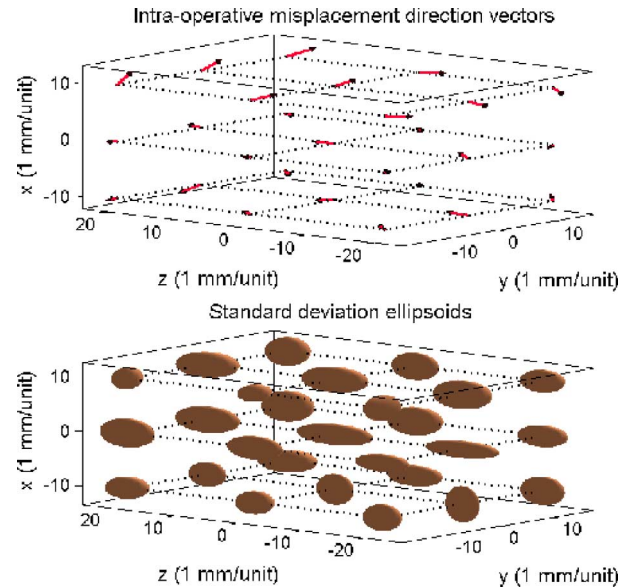 Intra-operative misplacement direction vectors
x (1 mm/unit)
10
0
-10
20
10
0
-10
-20
z (1 mm/unit)
-10
0
10
y (1 mm/unit)
Standard deviation ellipsoids
x (1 mm/unit)
10
0
-10
20
10
0
-10
-20
z (1 mm/unit)
-10
0
10
y (1 mm/unit)